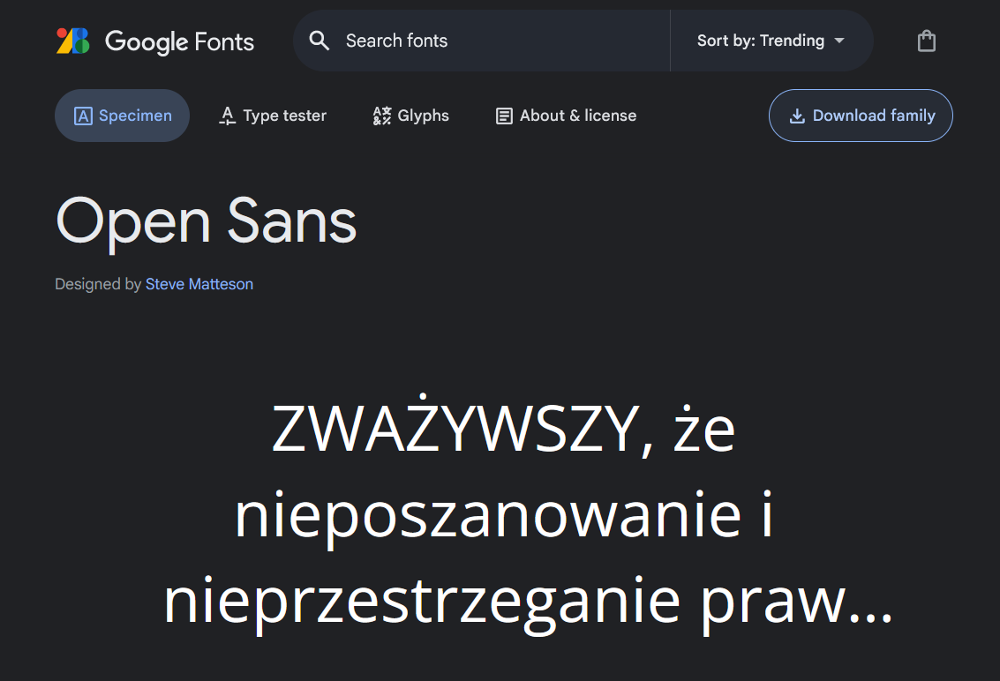 Google Fonts
Search fonts
Sort by: Trending
Specimen
Type tester
Glyphs
About & license
Download family
Open Sans
Designed by Steve Matteson
ZWAŻYWSZY, że
nieposzanowanie i
nieprzestrzeganie praw...